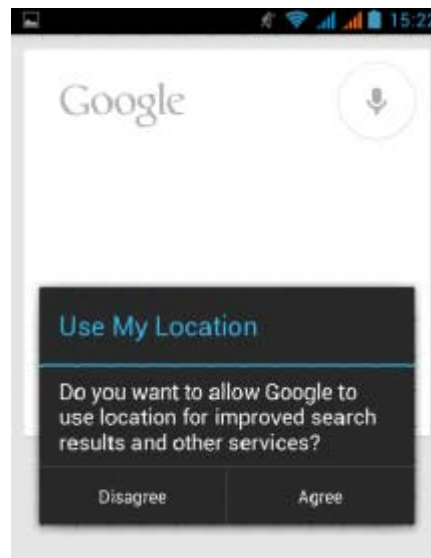 15:22
Google
Use My Location
Do you want to allow Google to
use location for improved search
results and other services?
Disagree Agree